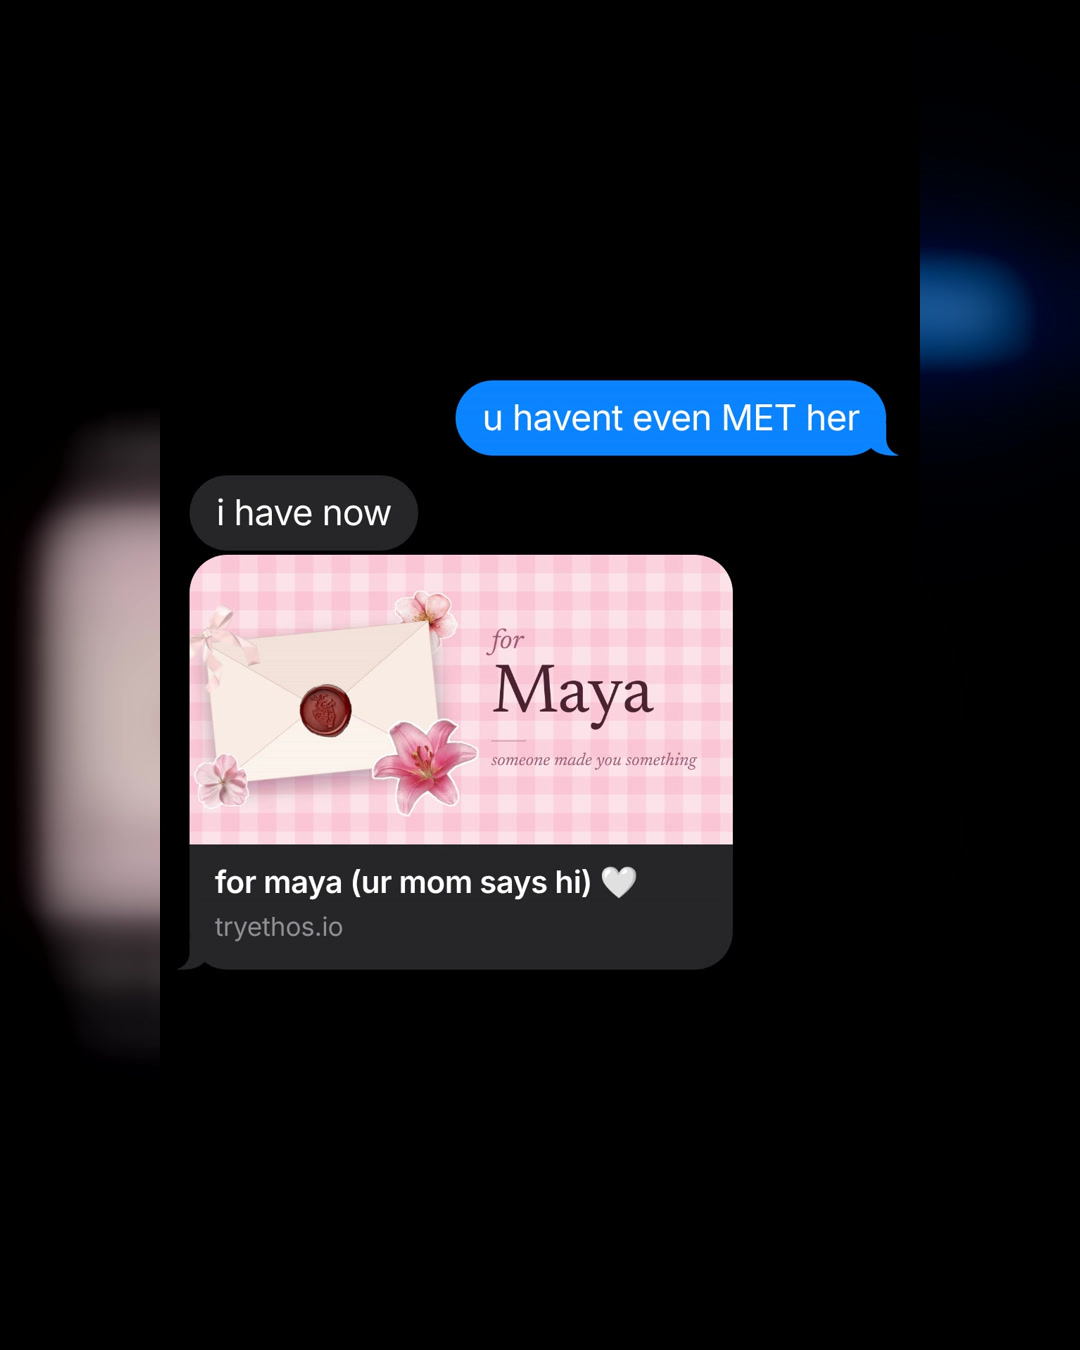 u havent even MET her
i have now
for
Maya
someone made you something
for maya (ur mom says hi) 🤍
tryethos.io